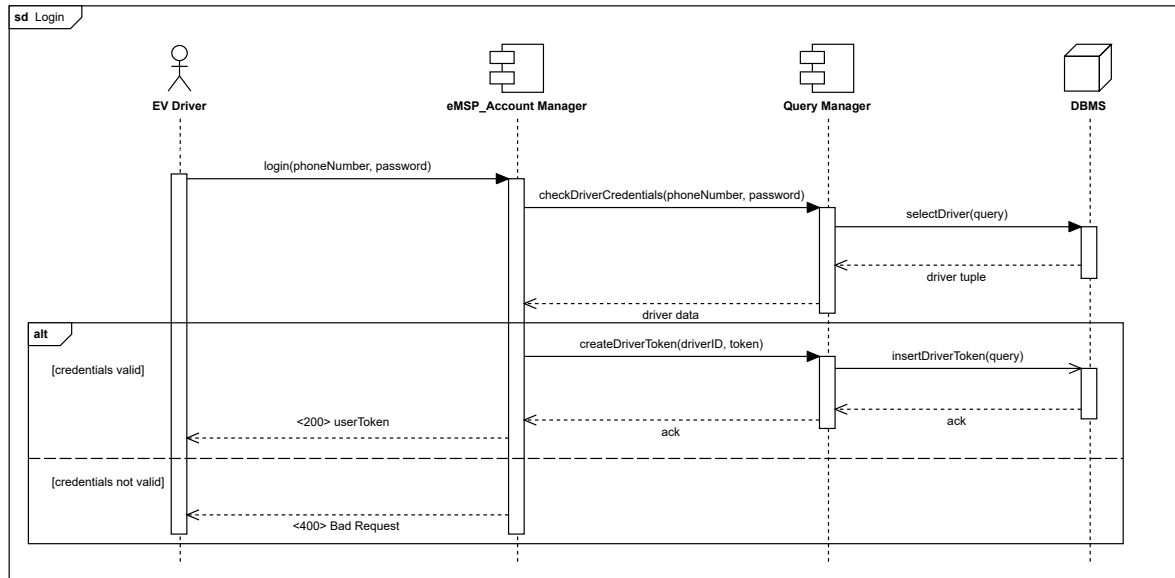 sd Login
EV Driver
eMSP_Account Manager
Query Manager
DBMS
login(phoneNumber, password)
checkDriverCredentials(phoneNumber, password)
selectDriver(query)
driver tuple
driver data
alt
createDriverToken(driverID, token)
insertDriverToken(query)
[credentials valid]
<200> userToken
ack
ack
[credentials not valid]
<400> Bad Request